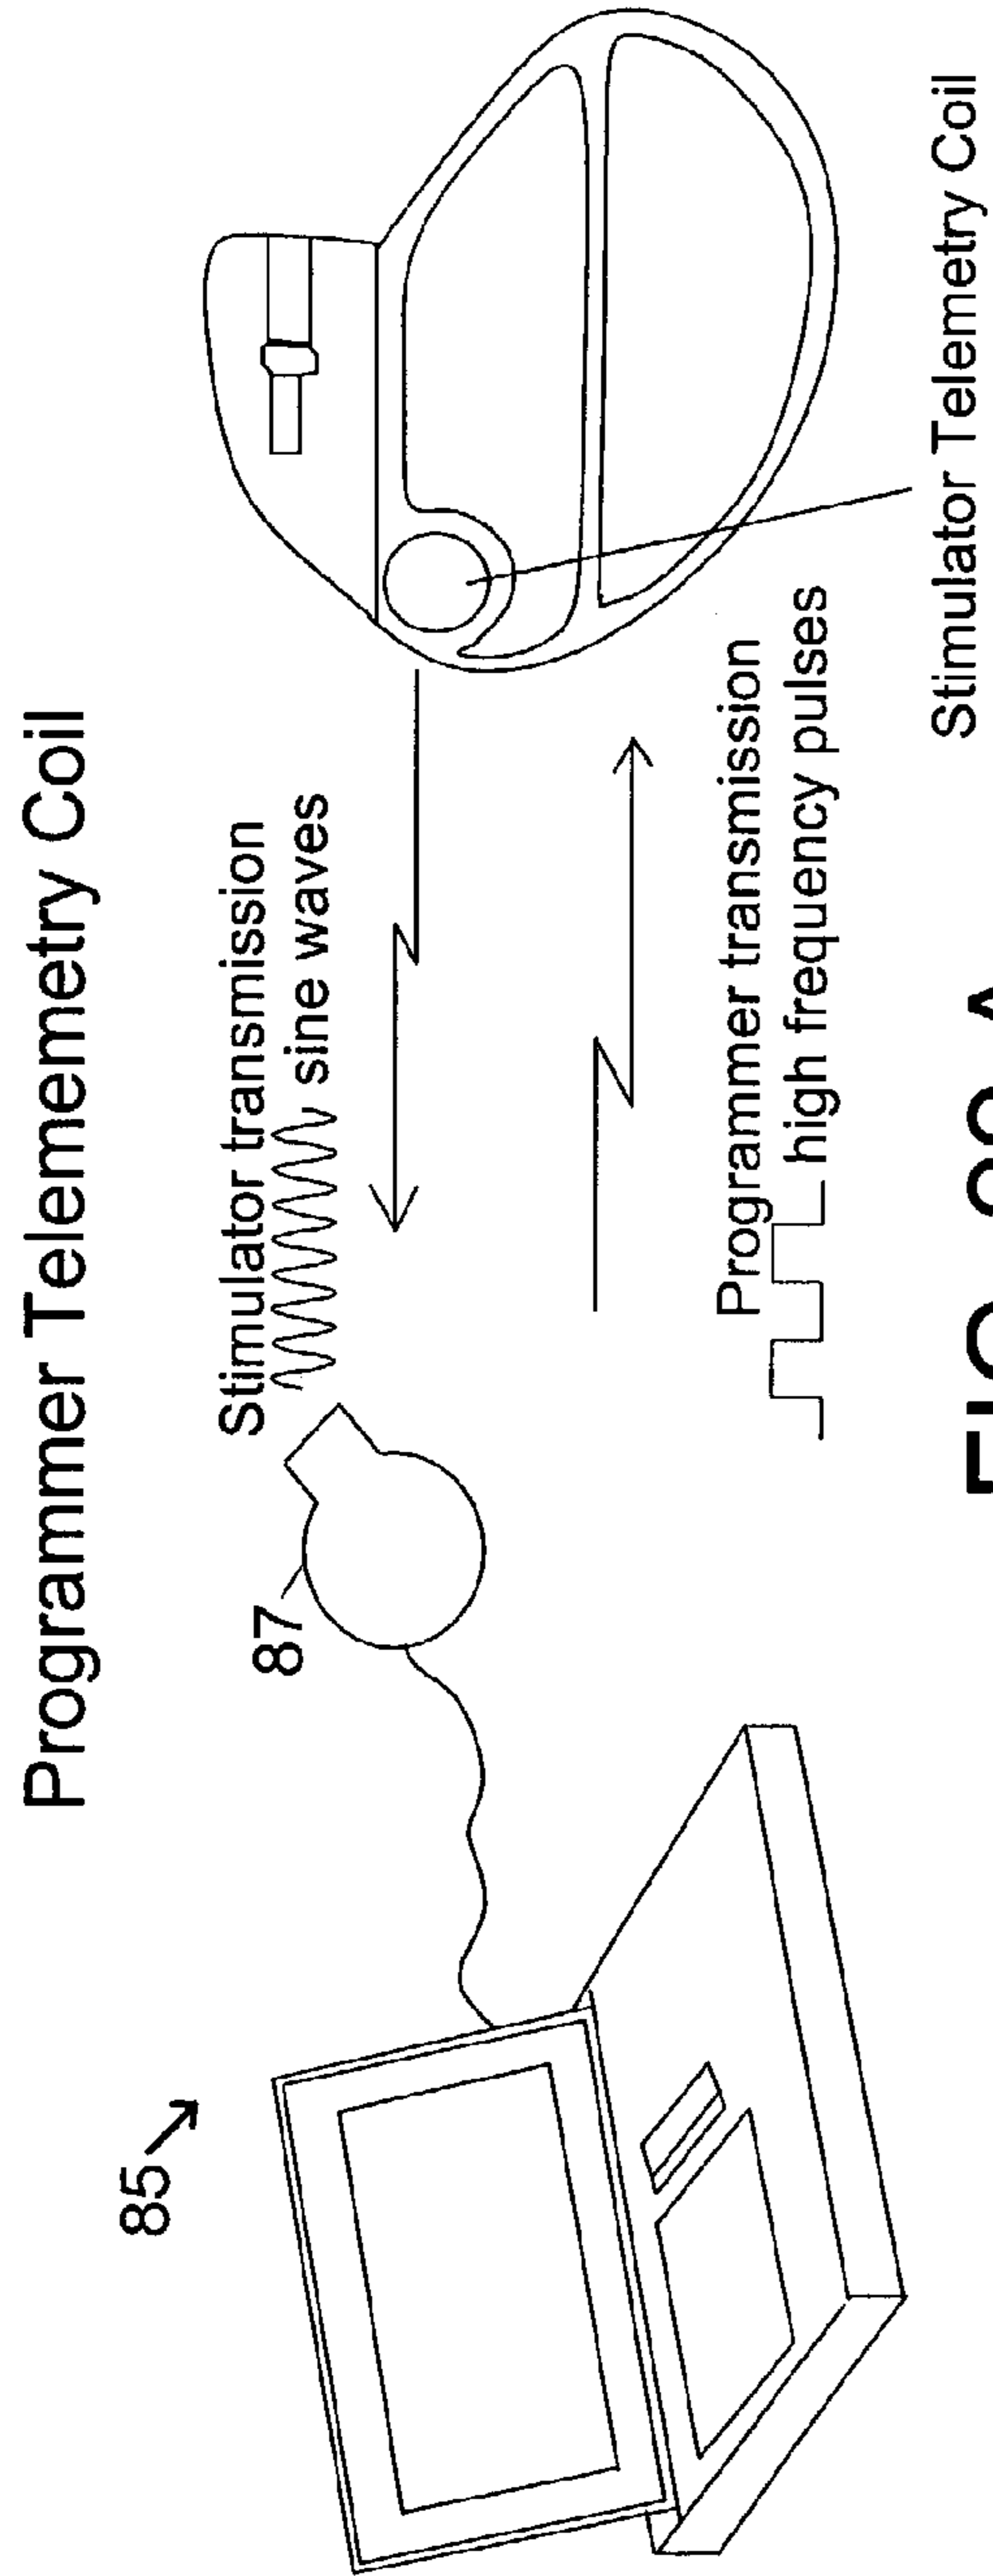 Programmer Telememetry Coil
85
87
Stimulator transmission
sine waves
Programmer transmission
high frequency pulses
Stimulator Telemetry Coil